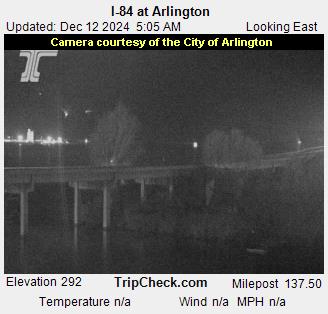 I-84 at Arlington
Updated: Dec 12 2024 5:05 AM Looking East
Camera courtesy of the City of Arlington
Elevation 292 TripCheck.com Milepost 137.50
Temperature n/a Wind n/a MPH n/a